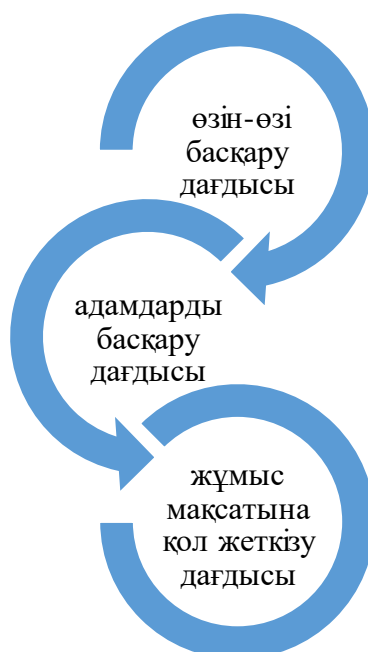 өзін-өзі
басқару
дағдысы
адамдарды
басқару
дағдысы
жұмыс
мақсатына
қол жеткізу
дағдысы